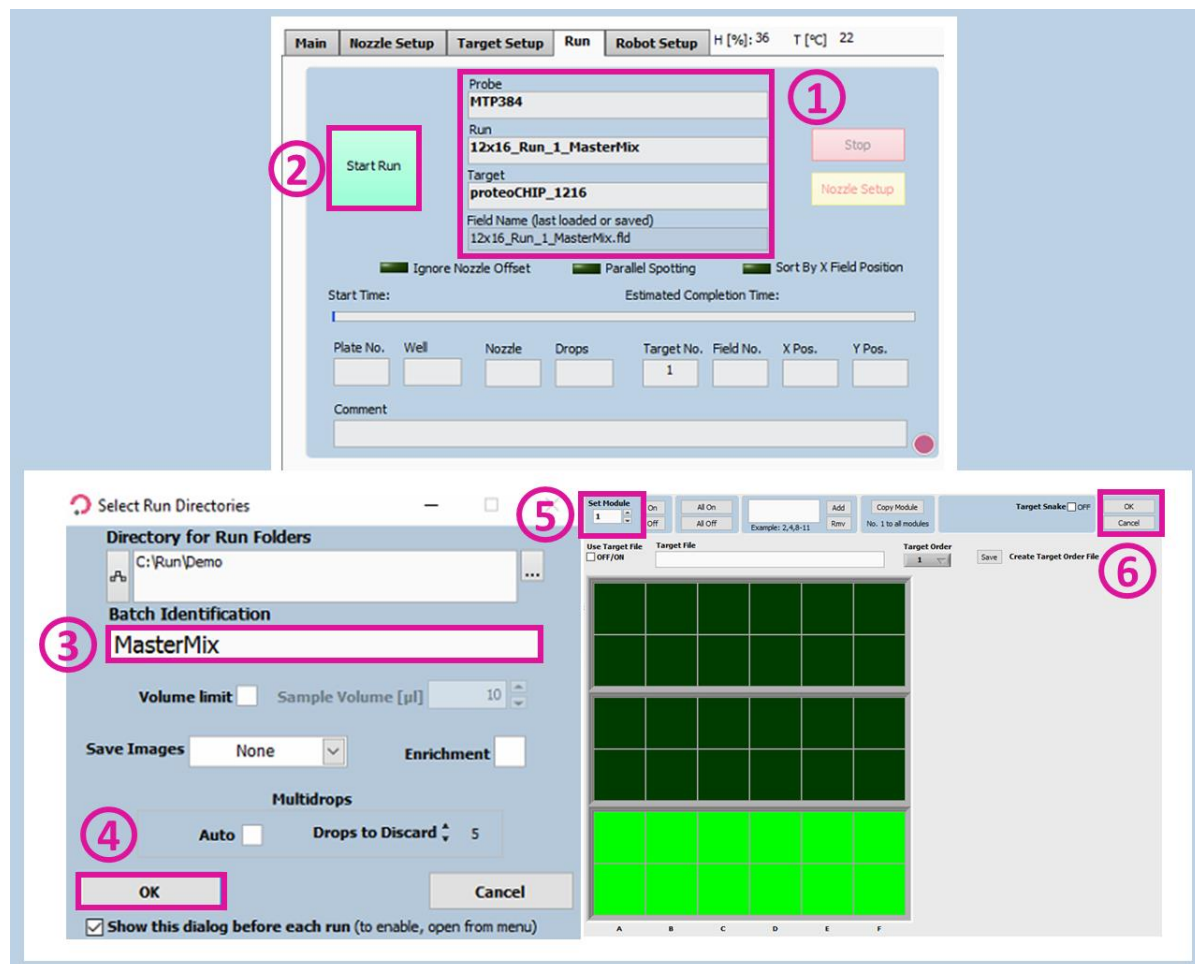 Main Nozzle Setup Target Setup Run Robot Setup H [%]: 36 T [°C] 22
Probe
MTP384
1
Run
12x16_Run_1_MasterMix
Stop
2
Start Run
Target
proteoCHIP_1216
Nozzle Setup
Field Name (last loaded or saved)
12x16_Run_1_MasterMix.fld
Ignore Nozzle Offset Parallel Spotting Sort By X Field Position
Start Time: Estimated Completion Time:
Plate No. Well Nozzle Drops Target No. Field No. X Pos. Y Pos.
1
Comment
Select Run Directories
Directory for Run Folders
C:\Run\Demo
...
Batch Identification
3
MasterMix
Volume limit Sample Volume [µl] 10
Save Images None Enrichment
Multidrops
4
Auto Drops to Discard 5
OK Cancel
Show this dialog before each run (to enable, open from menu)
5
Set Module
1
On All On Add Copy Module Target Snake OFF OK
Off All Off Example: 2,4,8-11 Rmv No. 1 to all modules Cancel
6
Use Target File Target File Target Order
OFF/ON 1 Save Create Target Order File
A B C D E F